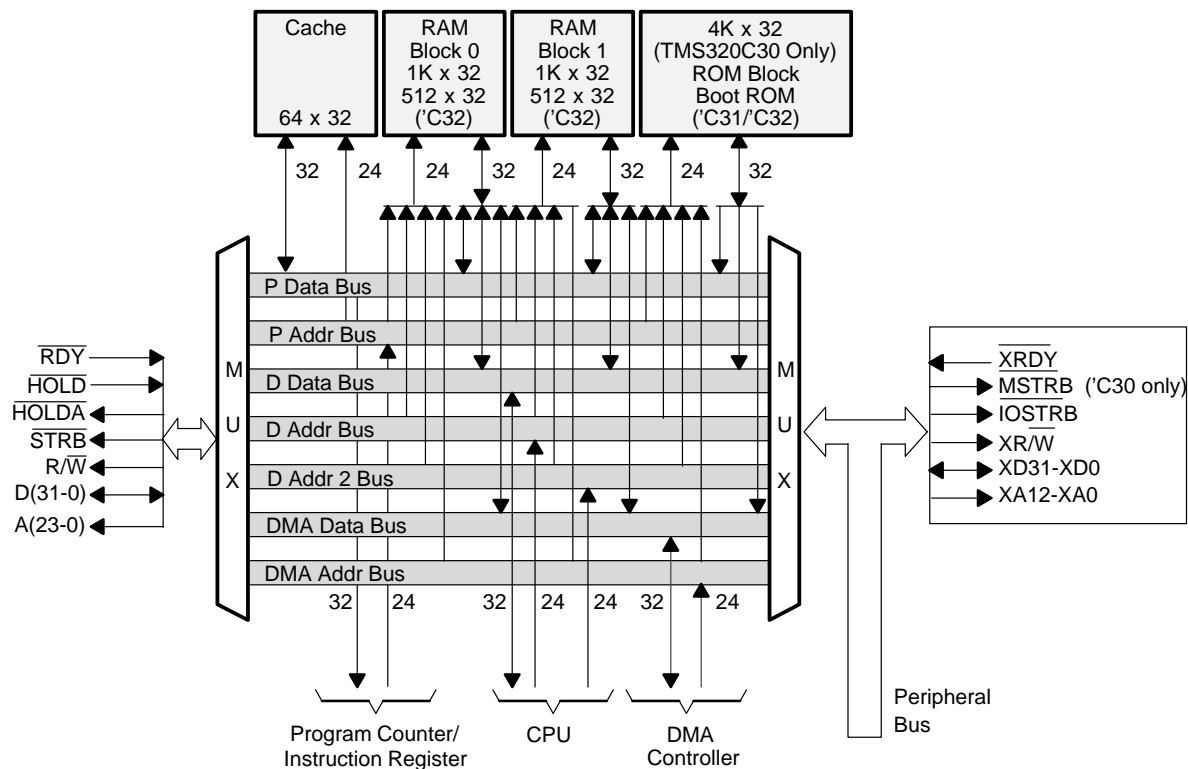 Cache
64 x 32
RAM
Block 0
1K x 32
512 x 32
('C32)
RAM
Block 1
1K x 32
512 x 32
('C32)
4K x 32
(TMS320C30 Only)
ROM Block
Boot ROM
('C31/'C32)
32
24
24
32
24
32
24
32
P Data Bus
P Addr Bus
D Data Bus
D Addr Bus
D Addr 2 Bus
DMA Data Bus
DMA Addr Bus
M
U
X
M
U
X
RDY
HOLD
HOLDA
STRB
R/W
D(31-0)
A(23-0)
XRDY
MSTRB ('C30 only)
IOSTRB
XR/W
XD31-XD0
XA12-XA0
32
24
32
24
24
32
24
Program Counter/
Instruction Register
CPU
DMA
Controller
Peripheral
Bus